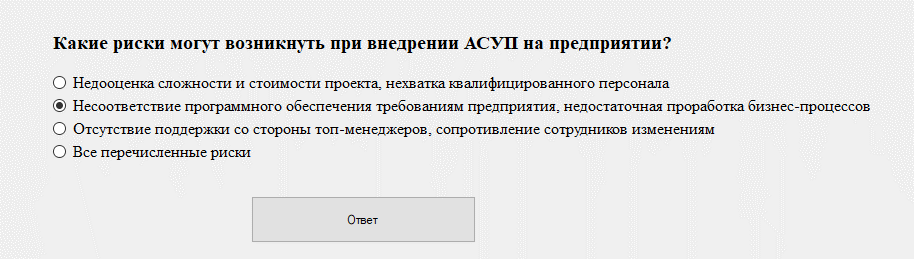 Какие риски могут возникнуть при внедрении АСУП на предприятии?
Недооценка сложности и стоимости проекта, нехватка квалифицированного персонала
Несоответствие программного обеспечения требованиям предприятия, недостаточная проработка бизнес-процессов
Отсутствие поддержки со стороны топ-менеджеров, сопротивление сотрудников изменениям
Все перечисленные риски
Ответ